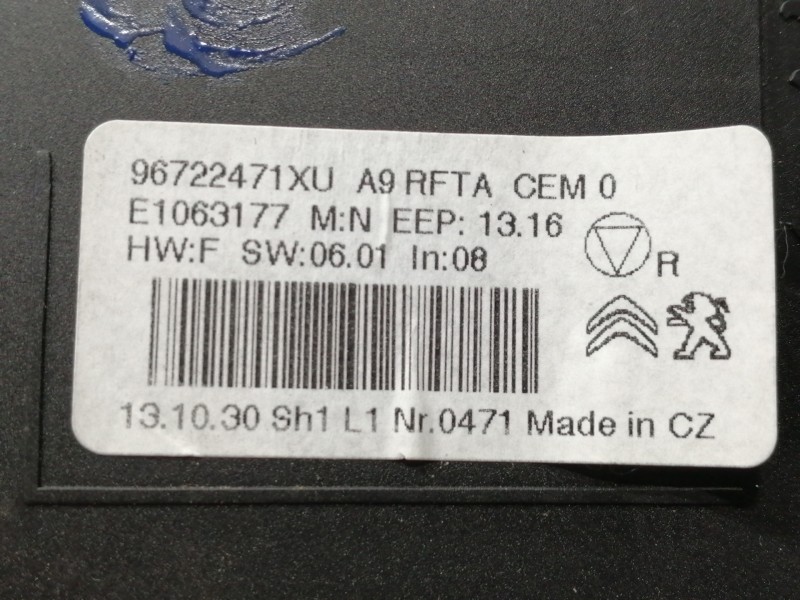 96722471XU A9 RFTA CEM 0
E1063177 M:N EEP: 13.16
HW:F SW:06.01 In:08
R
13.10.30 Sh1 L1 Nr.0471 Made in CZ